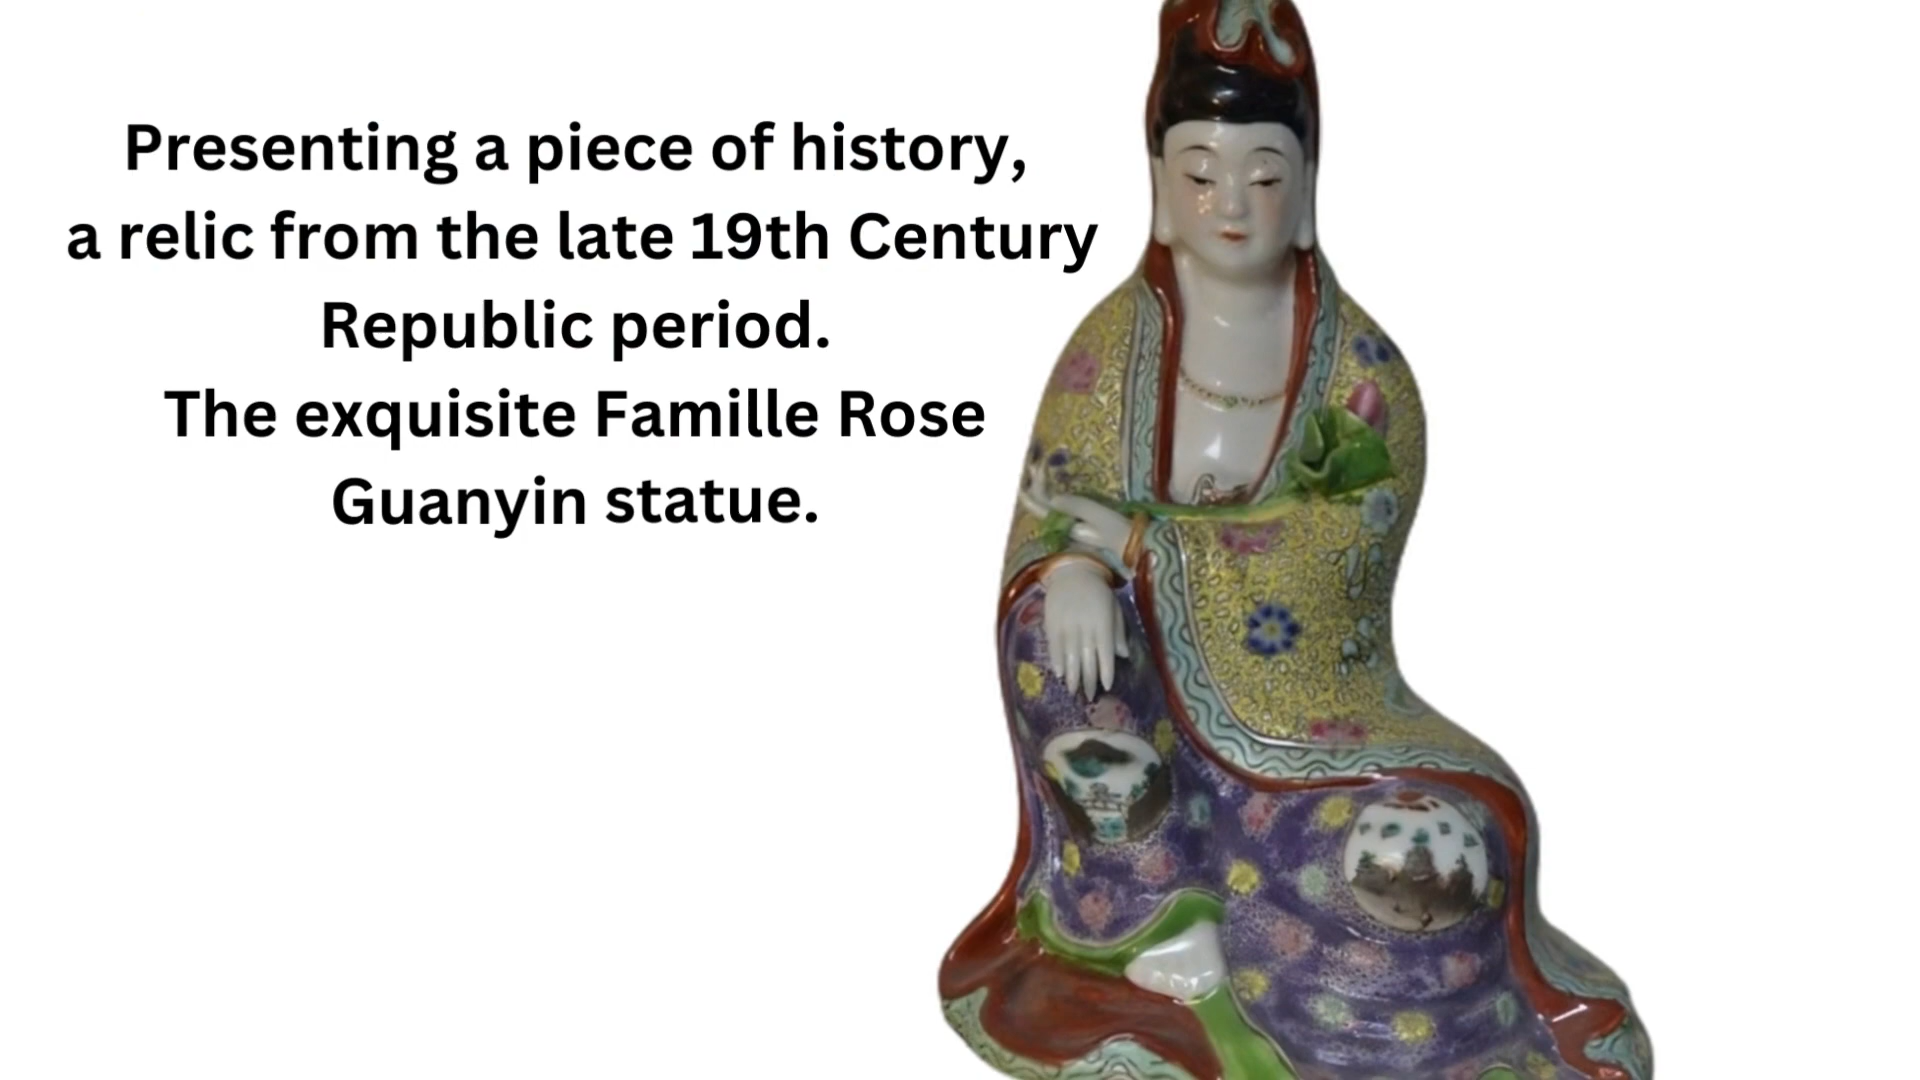 Presenting a piece of history,
a relic from the late 19th Century
Republic period.
The exquisite Famille Rose
Guanyin statue.